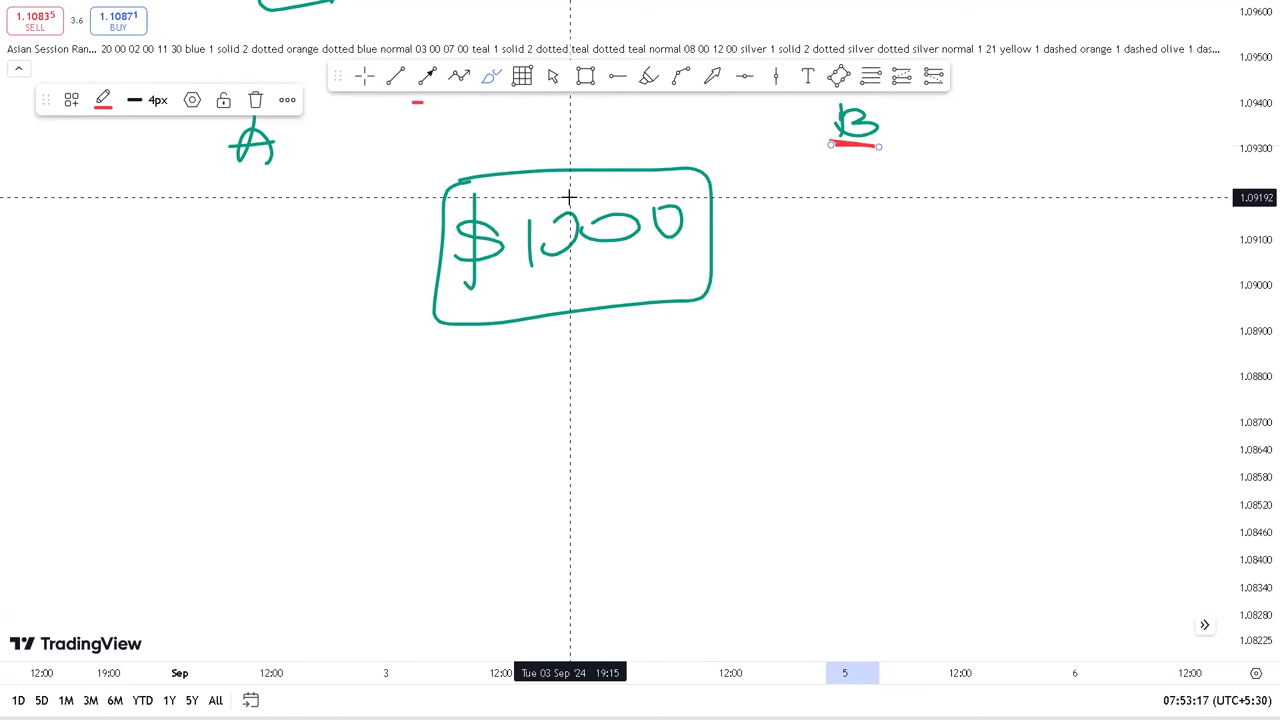 1.10835 SELL 3.6 1.10871 BUY
Asian Session Ran... 20 00 02 00 11 30 blue 1 solid 2 dotted orange dotted blue normal 03 00 07 00 teal 1 solid 2 dotted teal dotted teal normal 08 00 12 00 silver 1 solid 2 dotted silver dotted silver normal 1 21 yellow 1 dashed orange 1 dashed olive 1 das...
T
4px
A
B
$1000
1.09600
1.09500
1.09400
1.09300
1.09192
1.09100
1.09000
1.08900
1.08800
1.08700
1.08640
1.08580
1.08520
1.08460
1.08400
1.08340
1.08280
1.08225
TradingView
12:00 19:00 Sep 12:00 3 12:00 Tue 03 Sep '24 19:15 12:00 5 12:00 6 12:00
1D 5D 1M 3M 6M YTD 1Y 5Y All 07:53:17 (UTC+5:30)